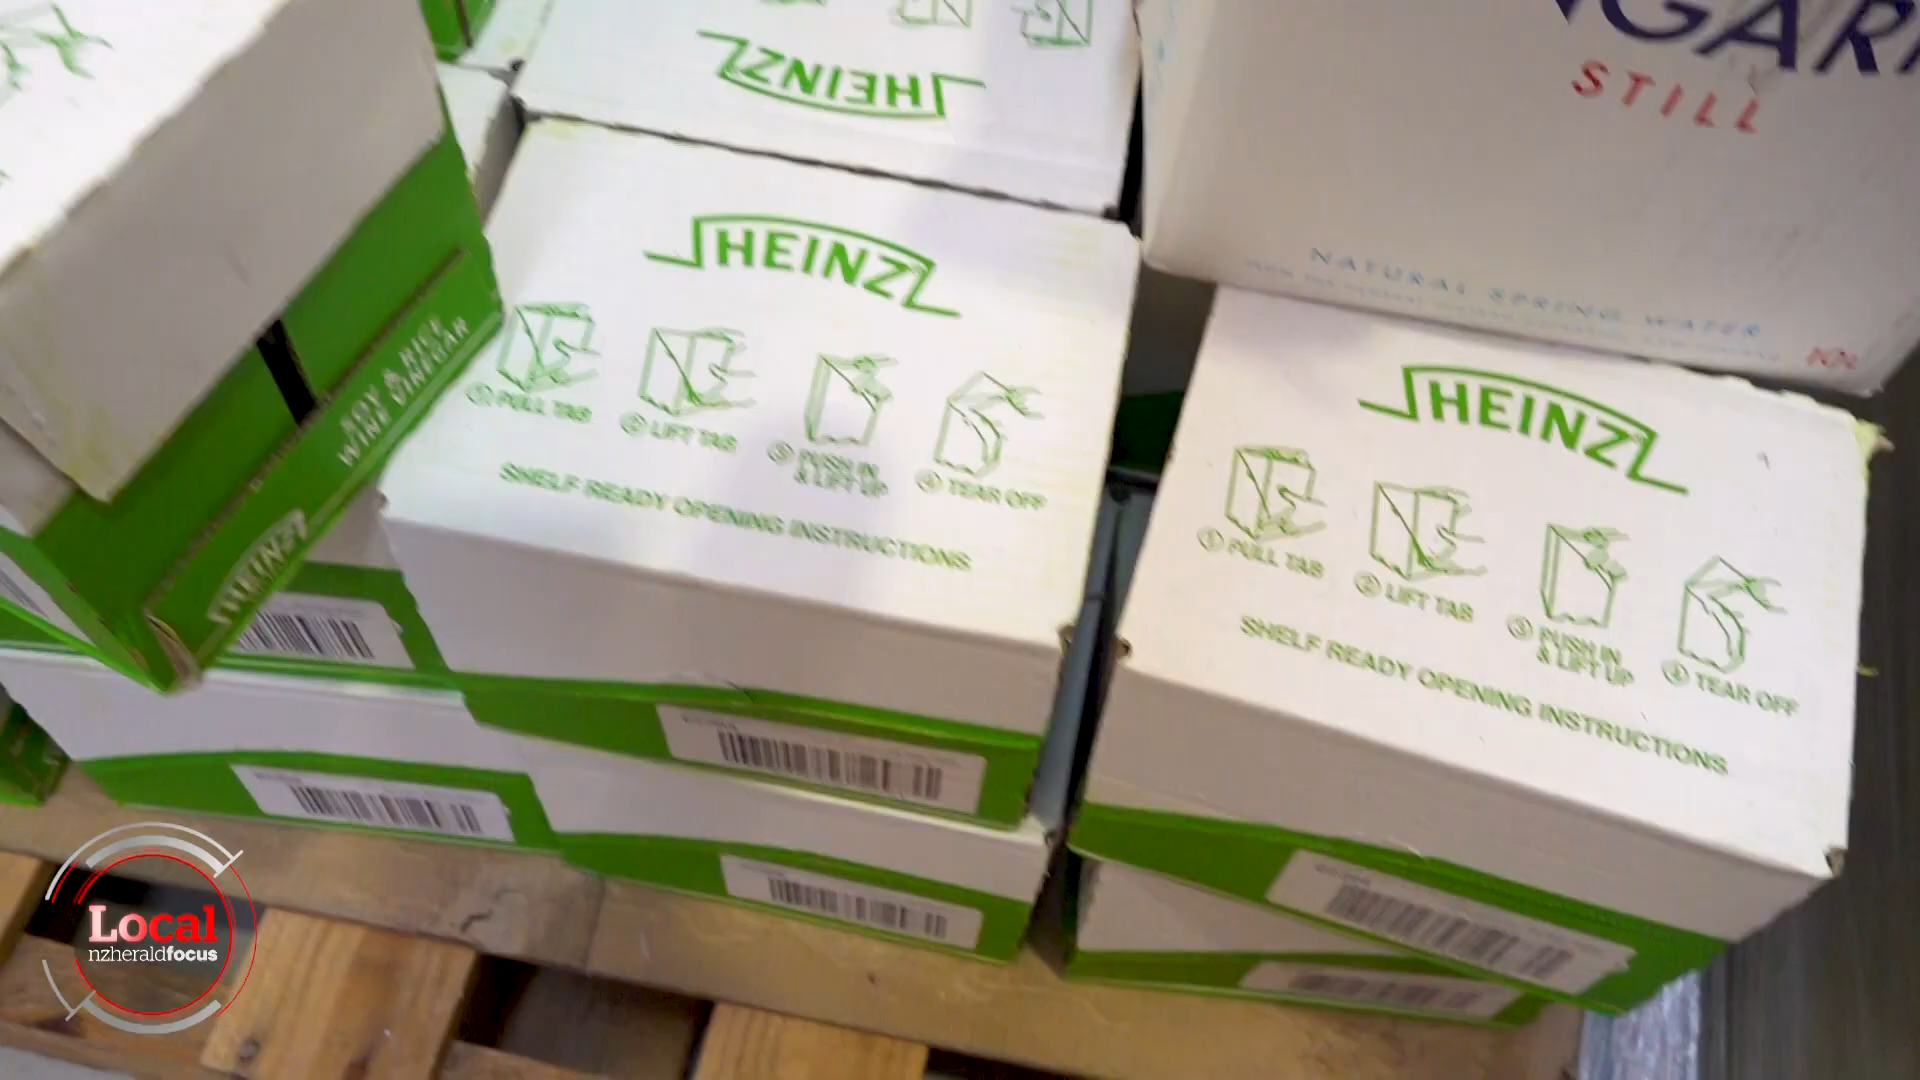 HEINZ
NGARI
STILL
NATURAL SPRING WATER
10L
HEINZ
① PULL TAB
② LIFT TAB
③ PUSH IN
& LIFT UP
④ TEAR OFF
SHELF READY OPENING INSTRUCTIONS
HEINZ
① PULL TAB
② LIFT TAB
③ PUSH IN
& LIFT UP
④ TEAR OFF
SHELF READY OPENING INSTRUCTIONS
SOY & RICE
WINE VINEGAR
HEINZ
Local
nzheraldfocus